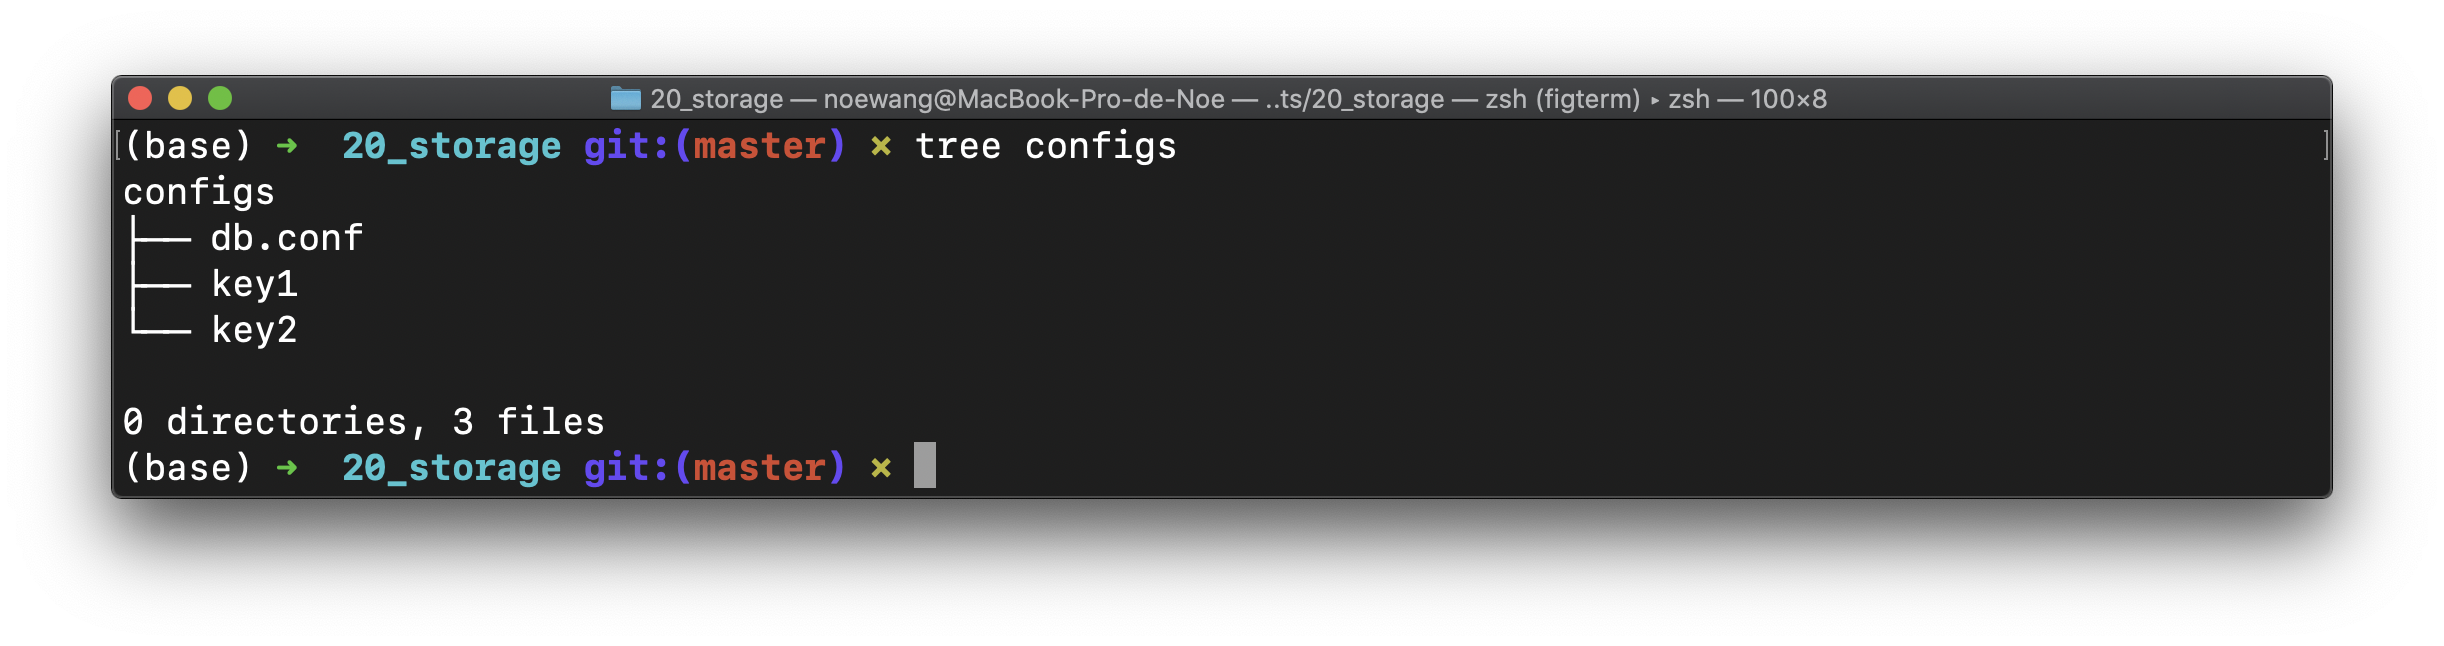 20_storage — noewang@MacBook-Pro-de-Noe — ..ts/20_storage — zsh (figterm) ▸ zsh — 100×8
[(base) ➜  20_storage git:(master) ✗ tree configs ]
configs
├── db.conf
├── key1
└── key2
0 directories, 3 files
(base) ➜  20_storage git:(master) ✗